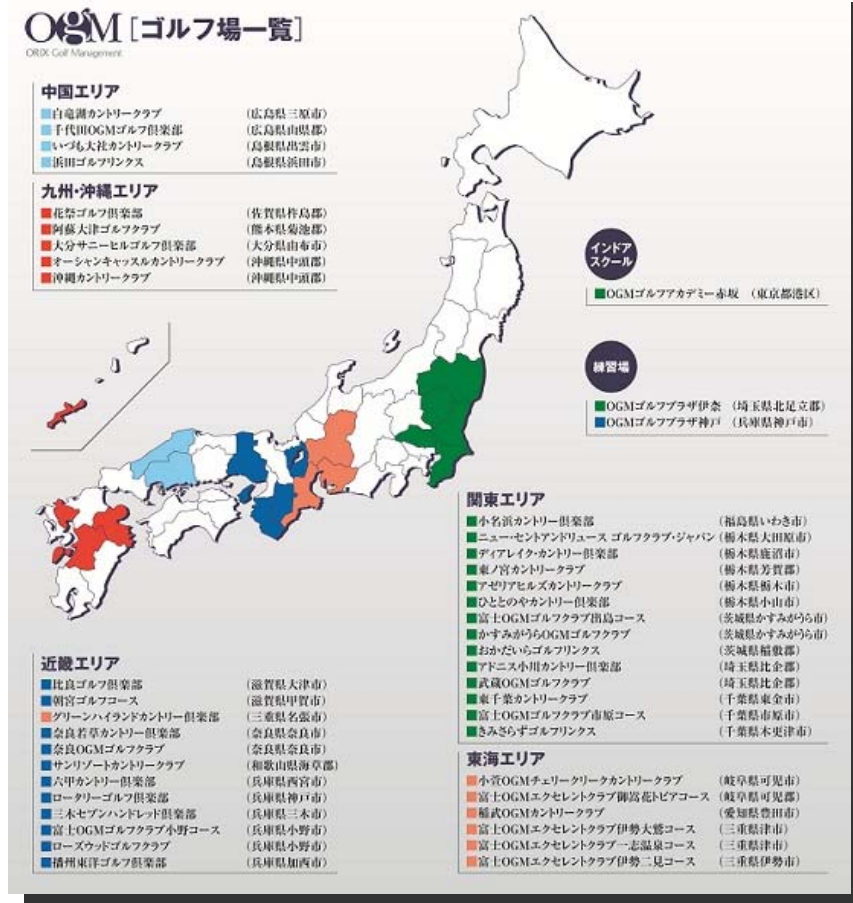 OGM[ゴルフ場一覧]
ORIX Golf Management
中国エリア
白竜湖カントリークラブ (広島県三原市)
千代田OGMゴルフ倶楽部 (広島県山県郡)
いづも大社カントリークラブ (島根県出雲市)
浜田ゴルフリンクス (島根県浜田市)
九州・沖縄エリア
花祭ゴルフ倶楽部 (佐賀県杵島郡)
阿蘇大津ゴルフクラブ (熊本県菊池郡)
大分サニーヒルゴルフ倶楽部 (大分県由布市)
オーシャンキャッスルカントリークラブ (沖縄県中頭郡)
沖縄カントリークラブ (沖縄県中頭郡)
インドア
スクール
OGMゴルフアカデミー赤坂 (東京都港区)
練習場
OGMゴルフプラザ伊奈 (埼玉県北足立郡)
OGMゴルフプラザ神戸 (兵庫県神戸市)
関東エリア
小名浜カントリー倶楽部 (福島県いわき市)
ニュー・セントアンドリュース ゴルフクラブ・ジャパン (栃木県大田原市)
ディアレイク・カントリー倶楽部 (栃木県鹿沼市)
東ノ宮カントリークラブ (栃木県芳賀郡)
アゼリアヒルズカントリークラブ (栃木県栃木市)
ひととのやカントリー倶楽部 (栃木県小山市)
富士OGMゴルフクラブ出島コース (茨城県かすみがうら市)
かすみがうらOGMゴルフクラブ (茨城県かすみがうら市)
おかだいらゴルフリンクス (茨城県稲敷郡)
アドニス小川カントリー倶楽部 (埼玉県比企郡)
武蔵OGMゴルフクラブ (埼玉県比企郡)
東千葉カントリークラブ (千葉県東金市)
富士OGMゴルフクラブ市原コース (千葉県市原市)
きみさらずゴルフリンクス (千葉県木更津市)
近畿エリア
比良ゴルフ倶楽部 (滋賀県大津市)
朝宮ゴルフコース (滋賀県甲賀市)
グリーンハイランドカントリー倶楽部 (三重県名張市)
奈良若草カントリー倶楽部 (奈良県奈良市)
奈良OGMゴルフクラブ (奈良県奈良市)
サンリゾートカントリークラブ (和歌山県海草郡)
六甲カントリー倶楽部 (兵庫県西宮市)
ロータリーゴルフ倶楽部 (兵庫県神戸市)
三木セブンハンドレッド倶楽部 (兵庫県三木市)
富士OGMゴルフクラブ小野コース (兵庫県小野市)
ローズウッドゴルフクラブ (兵庫県小野市)
播州東洋ゴルフ倶楽部 (兵庫県加西市)
東海エリア
小萱OGMチェリークリークカントリークラブ (岐阜県可児市)
富士OGMエクセレントクラブ御嵩花トピアコース (岐阜県可児郡)
稲武OGMカントリークラブ (愛知県豊田市)
富士OGMエクセレントクラブ伊勢大鷲コース (三重県津市)
富士OGMエクセレントクラブ一志温泉コース (三重県津市)
富士OGMエクセレントクラブ伊勢二見コース (三重県伊勢市)